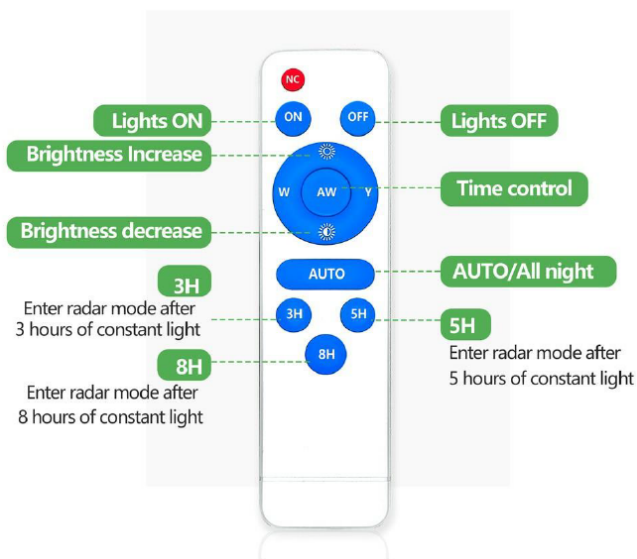 NC
ON
OFF
Lights ON
Lights OFF
Brightness Increase
W
AW
Y
Time control
Brightness decrease
AUTO
AUTO/All night
3H
Enter radar mode after
3 hours of constant light
3H
5H
5H
Enter radar mode after
5 hours of constant light
8H
8H
Enter radar mode after
8 hours of constant light